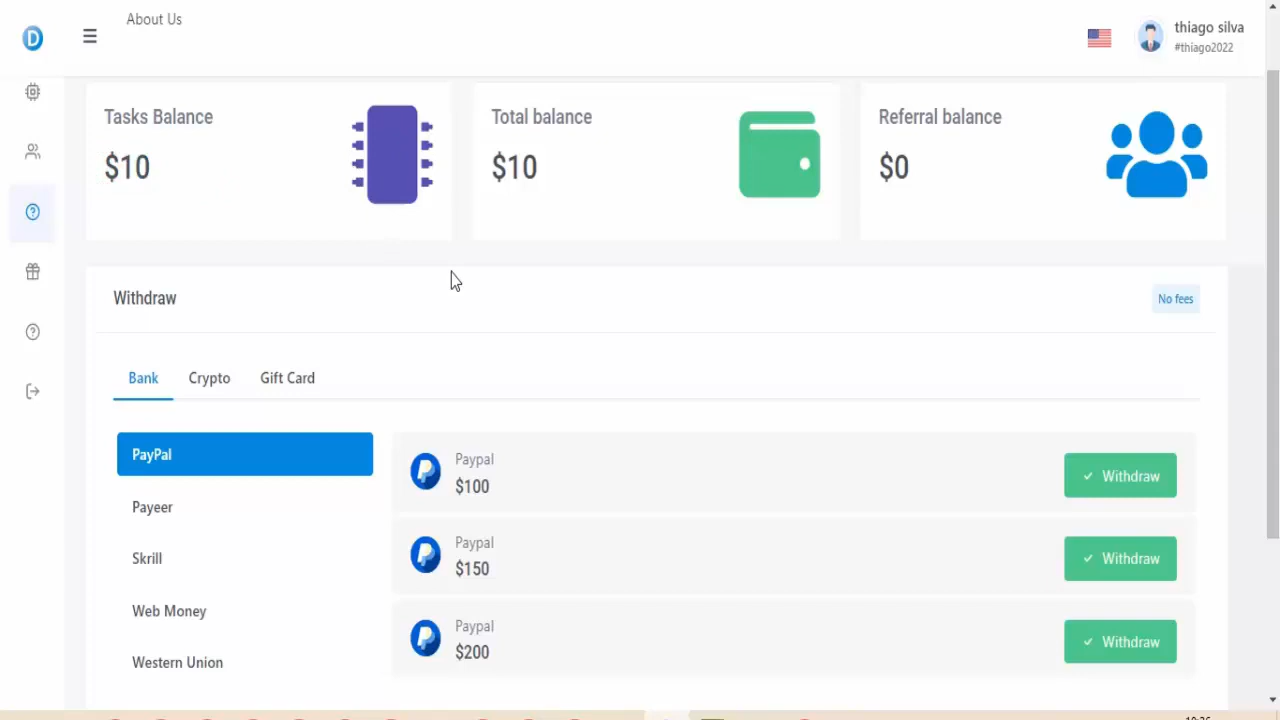 About Us
thiago silva
#thiago2022
D
Tasks Balance
$10
Total balance
$10
Referral balance
$0
Withdraw
No fees
Bank
Crypto
Gift Card
PayPal
Payeer
Skrill
Web Money
Western Union
Paypal
$100
Withdraw
Paypal
$150
Withdraw
Paypal
$200
Withdraw